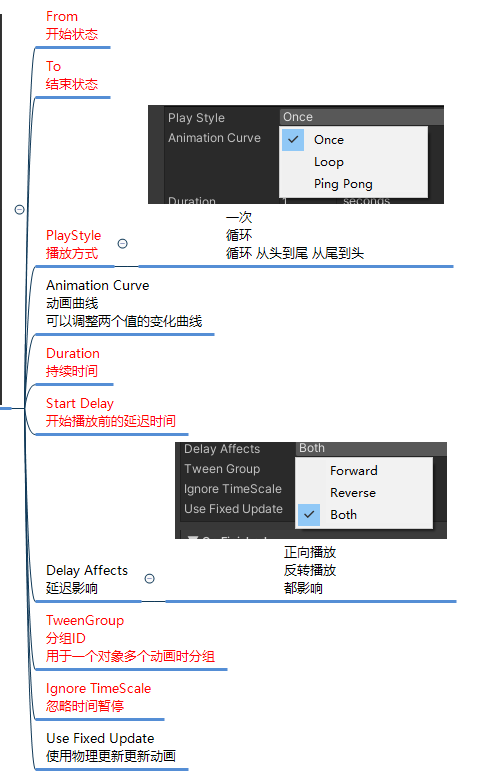 From
开始状态
To
结束状态
Play Style
Once
Animation Curve
Once
Loop
Ping Pong
Duration
1
seconds
一次
循环
循环 从头到尾 从尾到头
PlayStyle
播放方式
Animation Curve
动画曲线
可以调整两个值的变化曲线
Duration
持续时间
Start Delay
开始播放前的延迟时间
Delay Affects
Both
Tween Group
Ignore TimeScale
Use Fixed Update
Forward
Reverse
Both
正向播放
反转播放
都影响
Delay Affects
延迟影响
TweenGroup
分组ID
用于一个对象多个动画时分组
Ignore TimeScale
忽略时间暂停
Use Fixed Update
使用物理更新更新动画